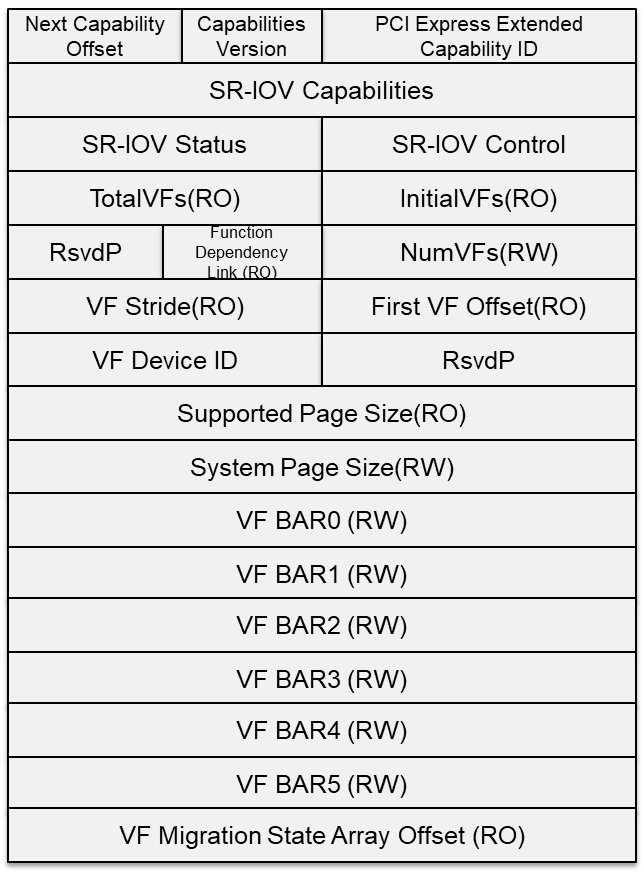 Next Capability
Offset
Capabilities
Version
PCI Express Extended
Capability ID
SR-IOV Capabilities
SR-IOV Status
SR-IOV Control
TotalVFs(RO)
InitialVFs(RO)
RsvdP
Function
Dependency
Link (RO)
NumVFs(RW)
VF Stride(RO)
First VF Offset(RO)
VF Device ID
RsvdP
Supported Page Size(RO)
System Page Size(RW)
VF BAR0 (RW)
VF BAR1 (RW)
VF BAR2 (RW)
VF BAR3 (RW)
VF BAR4 (RW)
VF BAR5 (RW)
VF Migration State Array Offset (RO)